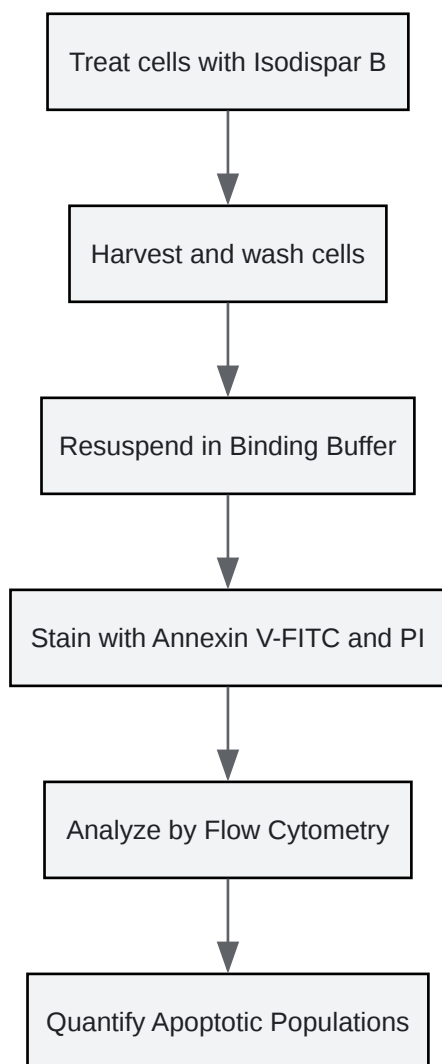 Treat cells with Isodispar B
Harvest and wash cells
Resuspend in Binding Buffer
Stain with Annexin V-FITC and PI
Analyze by Flow Cytometry
Quantify Apoptotic Populations